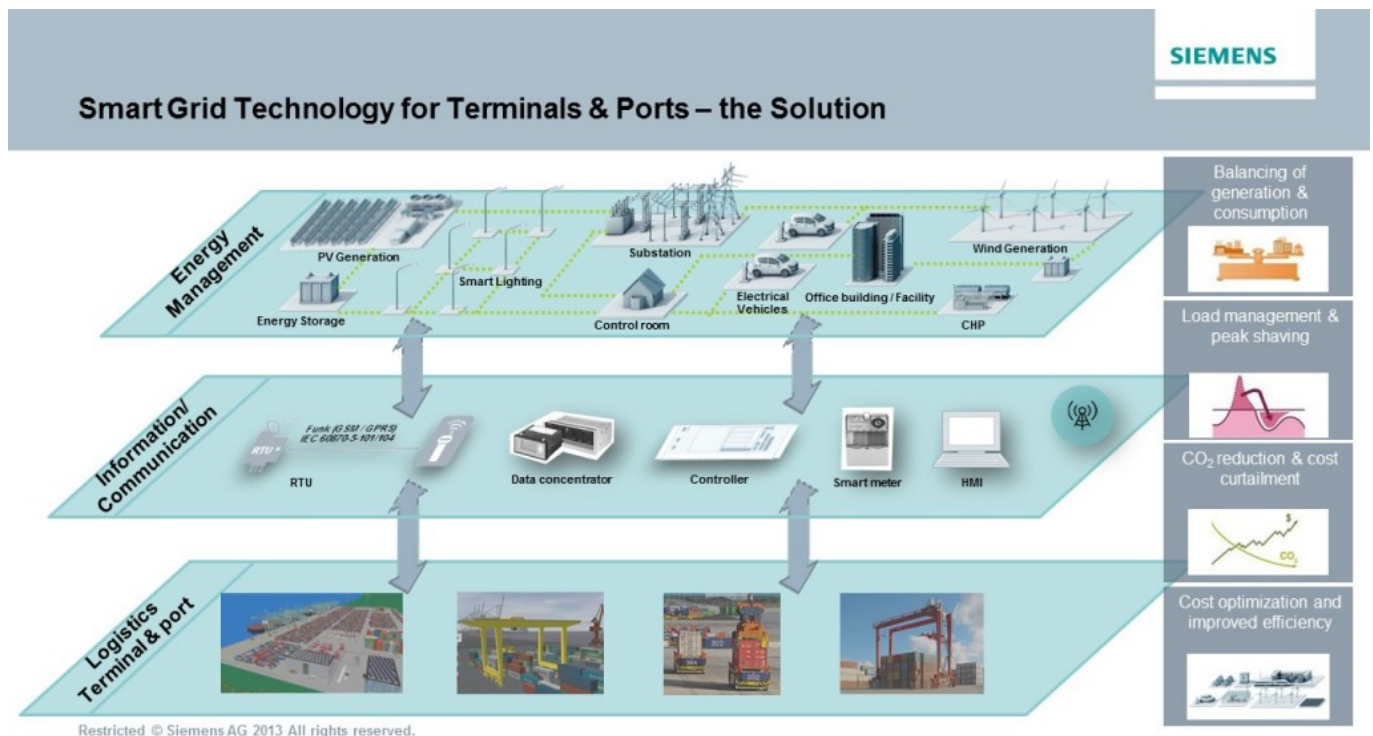 SIEMENS
Smart Grid Technology for Terminals & Ports – the Solution
Energy
Management
PV Generation
Smart Lighting
Substation
Wind Generation
Energy Storage
Control room
Electrical
Vehicles
Office building / Facility
CHP
Information/
Communication
RTU
Funk (GSM / GPRS)
IEC 60870-5-101/104
RTU
Data concentrator
Controller
Smart meter
HMI
Logistics
Terminal & port
Balancing of
generation &
consumption
Load management &
peak shaving
CO₂ reduction & cost
curtailment
$
CO₂
Cost optimization and
improved efficiency
Restricted © Siemens AG 2013 All rights reserved.